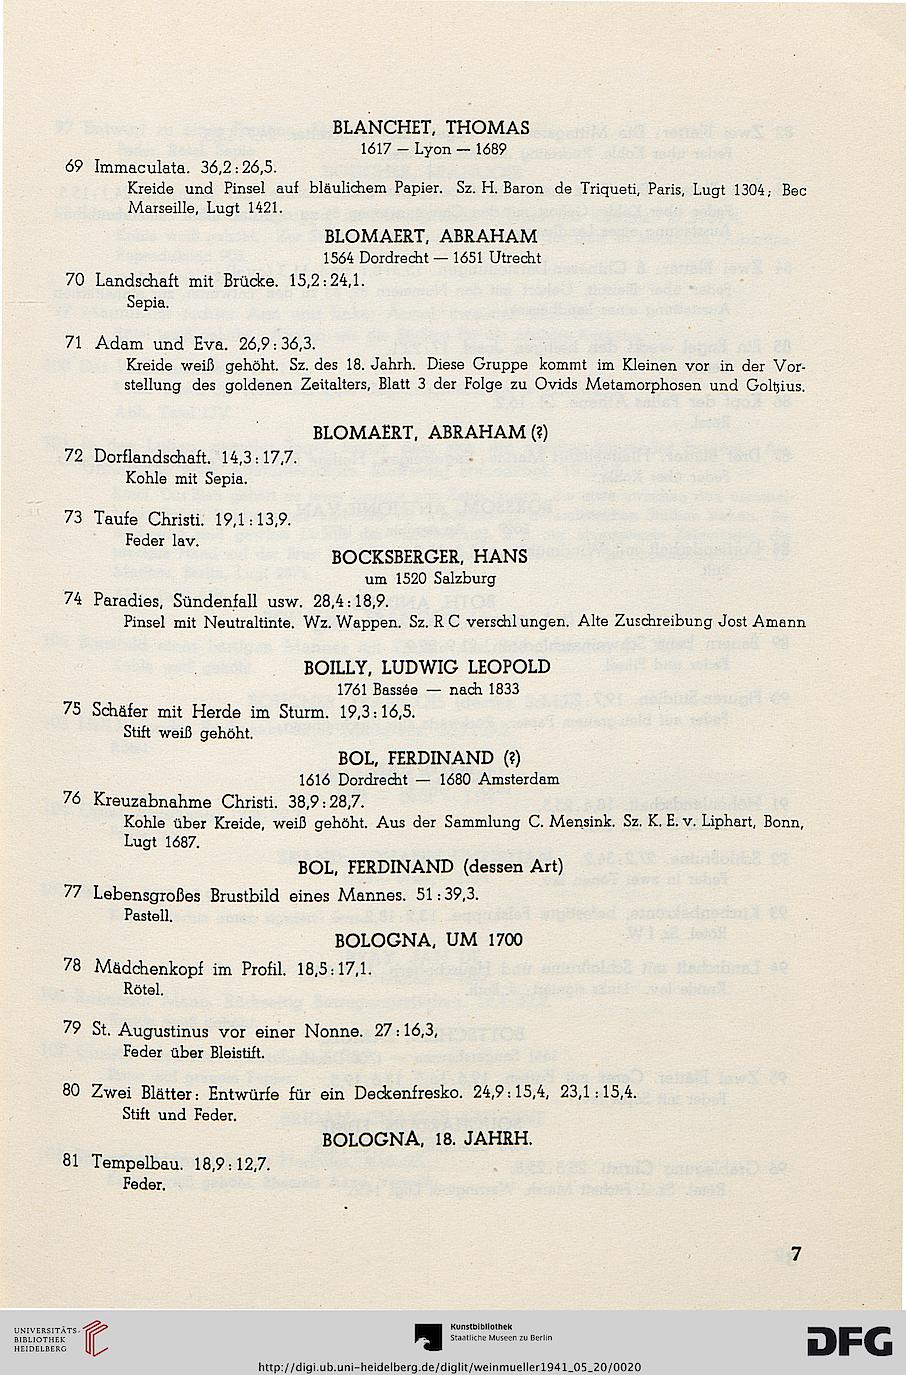 BLANCHET, THOMAS
1617 — Lyon — 1689
69 Immaculata. 36,2 : 26,5.
Kreide und Pinsel auf bläulichem Papier. Sz. H. Baron de Triqueti, Paris, Lugt 1304; Bec
Marseille, Lugt 1421.
BLOMAERT, ABRAHAM
1564 Dordrecht — 1651 Utrecht
70 Landschaft mit Brücke. 15,2 : 24,1.
Sepia.
71 Adam und Eva. 26,9 : 36,3.
Kreide weiß gehöht. Sz. des 18. Jahrh. Diese Gruppe kommt im Kleinen vor in der Vor-
stellung des goldenen Zeitalters, Blatt 3 der Folge zu Ovids Metamorphosen und Goltzius.
BLOMAERT, ABRAHAM (?)
72 Dorflandschaft. 14,3 : 17,7.
Kohle mit Sepia.
73 Taufe Christi. 19,1 : 13,9.
Feder lav.
BOCKSBERGER, HANS
um 1520 Salzburg
74 Paradies, Sündenfall usw. 28,4 : 18,9.
Pinsel mit Neutraltinte. Wz. Wappen. Sz. R C verschlungen. Alte Zuschreibung Jost Amann
BOILLY, LUDWIG LEOPOLD
1761 Bassée — nach 1833
75 Schäfer mit Herde im Sturm. 19,3 : 16,5.
Stift weiß gehöht.
BOL, FERDINAND (?)
1616 Dordrecht — 1680 Amsterdam
76 Kreuzabnahme Christi. 38,9 : 28,7.
Kohle über Kreide, weiß gehöht. Aus der Sammlung C. Mensink. Sz. K. E. v. Liphart, Bonn,
Lugt 1687.
BOL, FERDINAND (dessen Art)
77 Lebensgroßes Brustbild eines Mannes. 51 : 39,3.
Pastell.
BOLOGNA, UM 1700
78 Mädchenkopf im Profil. 18,5 : 17,1.
Rötel.
79 St. Augustinus vor einer Nonne. 27 : 16,3,
Feder über Bleistift.
80 Zwei Blätter: Entwürfe für ein Deckenfresko. 24,9 : 15,4, 23,1 : 15,4.
Stift und Feder.
BOLOGNA, 18. JAHRH.
81 Tempelbau. 18,9 : 12,7.
Feder.
7
UNIVERSITÄTS-
BIBLIOTHEK
HEIDELBERG
Kunstbibliothek
Staatliche Museen zu Berlin
DFG
http://digi.ub.uni-heidelberg.de/diglit/weinmueller1941_05_20/0020